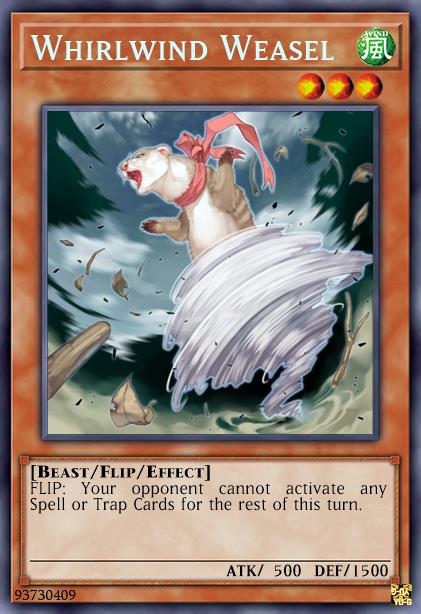 WHIRLWIND WEASEL
WIND
風
[BEAST/FLIP/EFFECT]
FLIP: Your opponent cannot activate any
Spell or Trap Cards for the rest of this turn.
ATK/ 500 DEF/1500
93730409